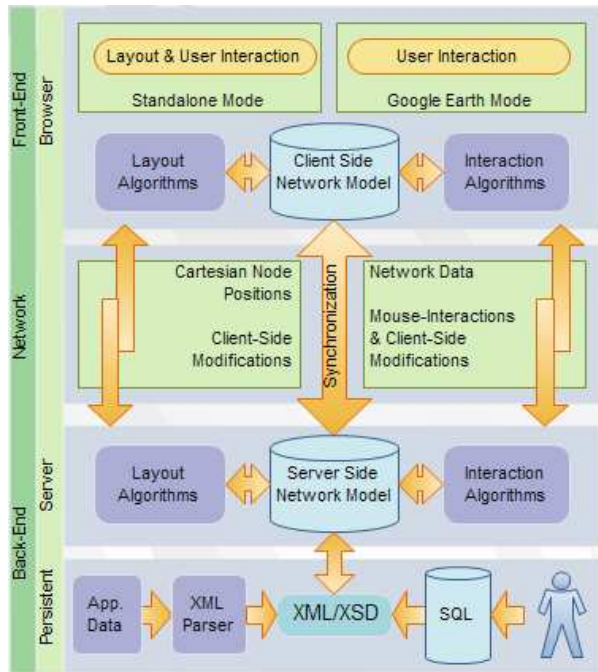 Front-End
Browser
Layout & User Interaction
Standalone Mode
User Interaction
Google Earth Mode
Layout
Algorithms
Client Side
Network Model
Interaction
Algorithms
Network
Cartesian Node
Positions
Client-Side
Modifications
Synchronization
Network Data
Mouse-Interactions
& Client-Side
Modifications
Back-End
Server
Layout
Algorithms
Server Side
Network Model
Interaction
Algorithms
Persistent
App.
Data
XML
Parser
XML/XSD
SQL